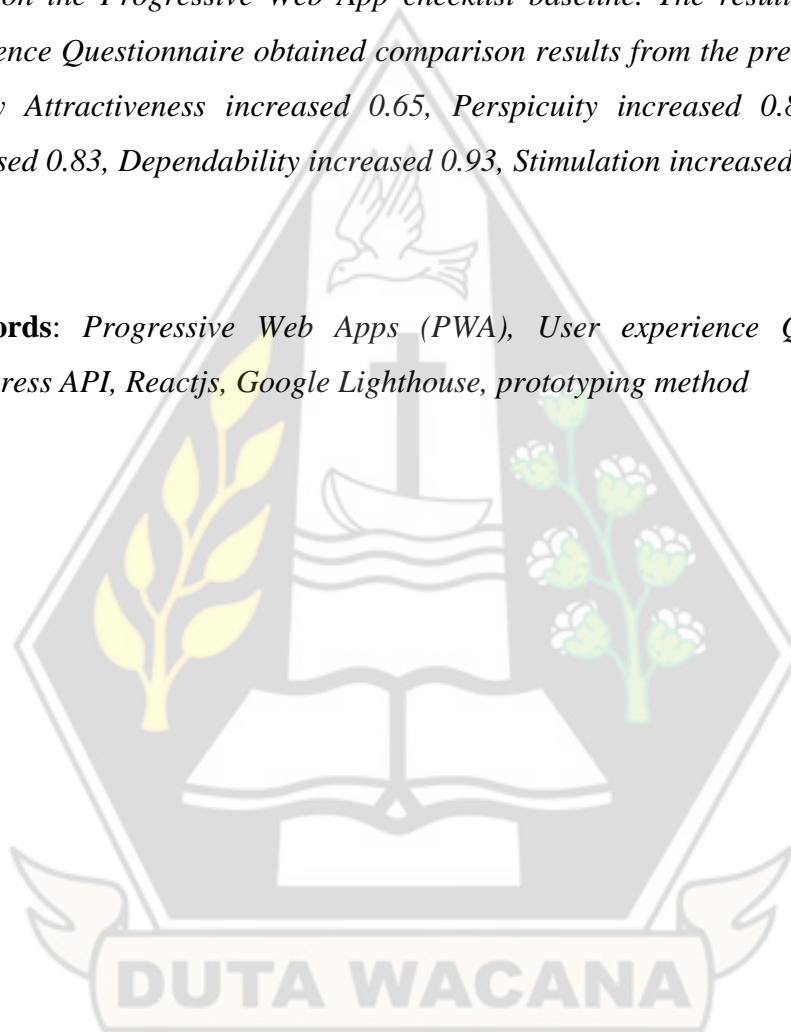 on the Progressive Web App checklist baseline. The result
ence Questionnaire obtained comparison results from the pre
y Attractiveness increased 0.65, Perspicuity increased 0.8
sed 0.83, Dependability increased 0.93, Stimulation increased
ords: Progressive Web Apps (PWA), User experience Q
ress API, Reactjs, Google Lighthouse, prototyping method
DUTA WACANA